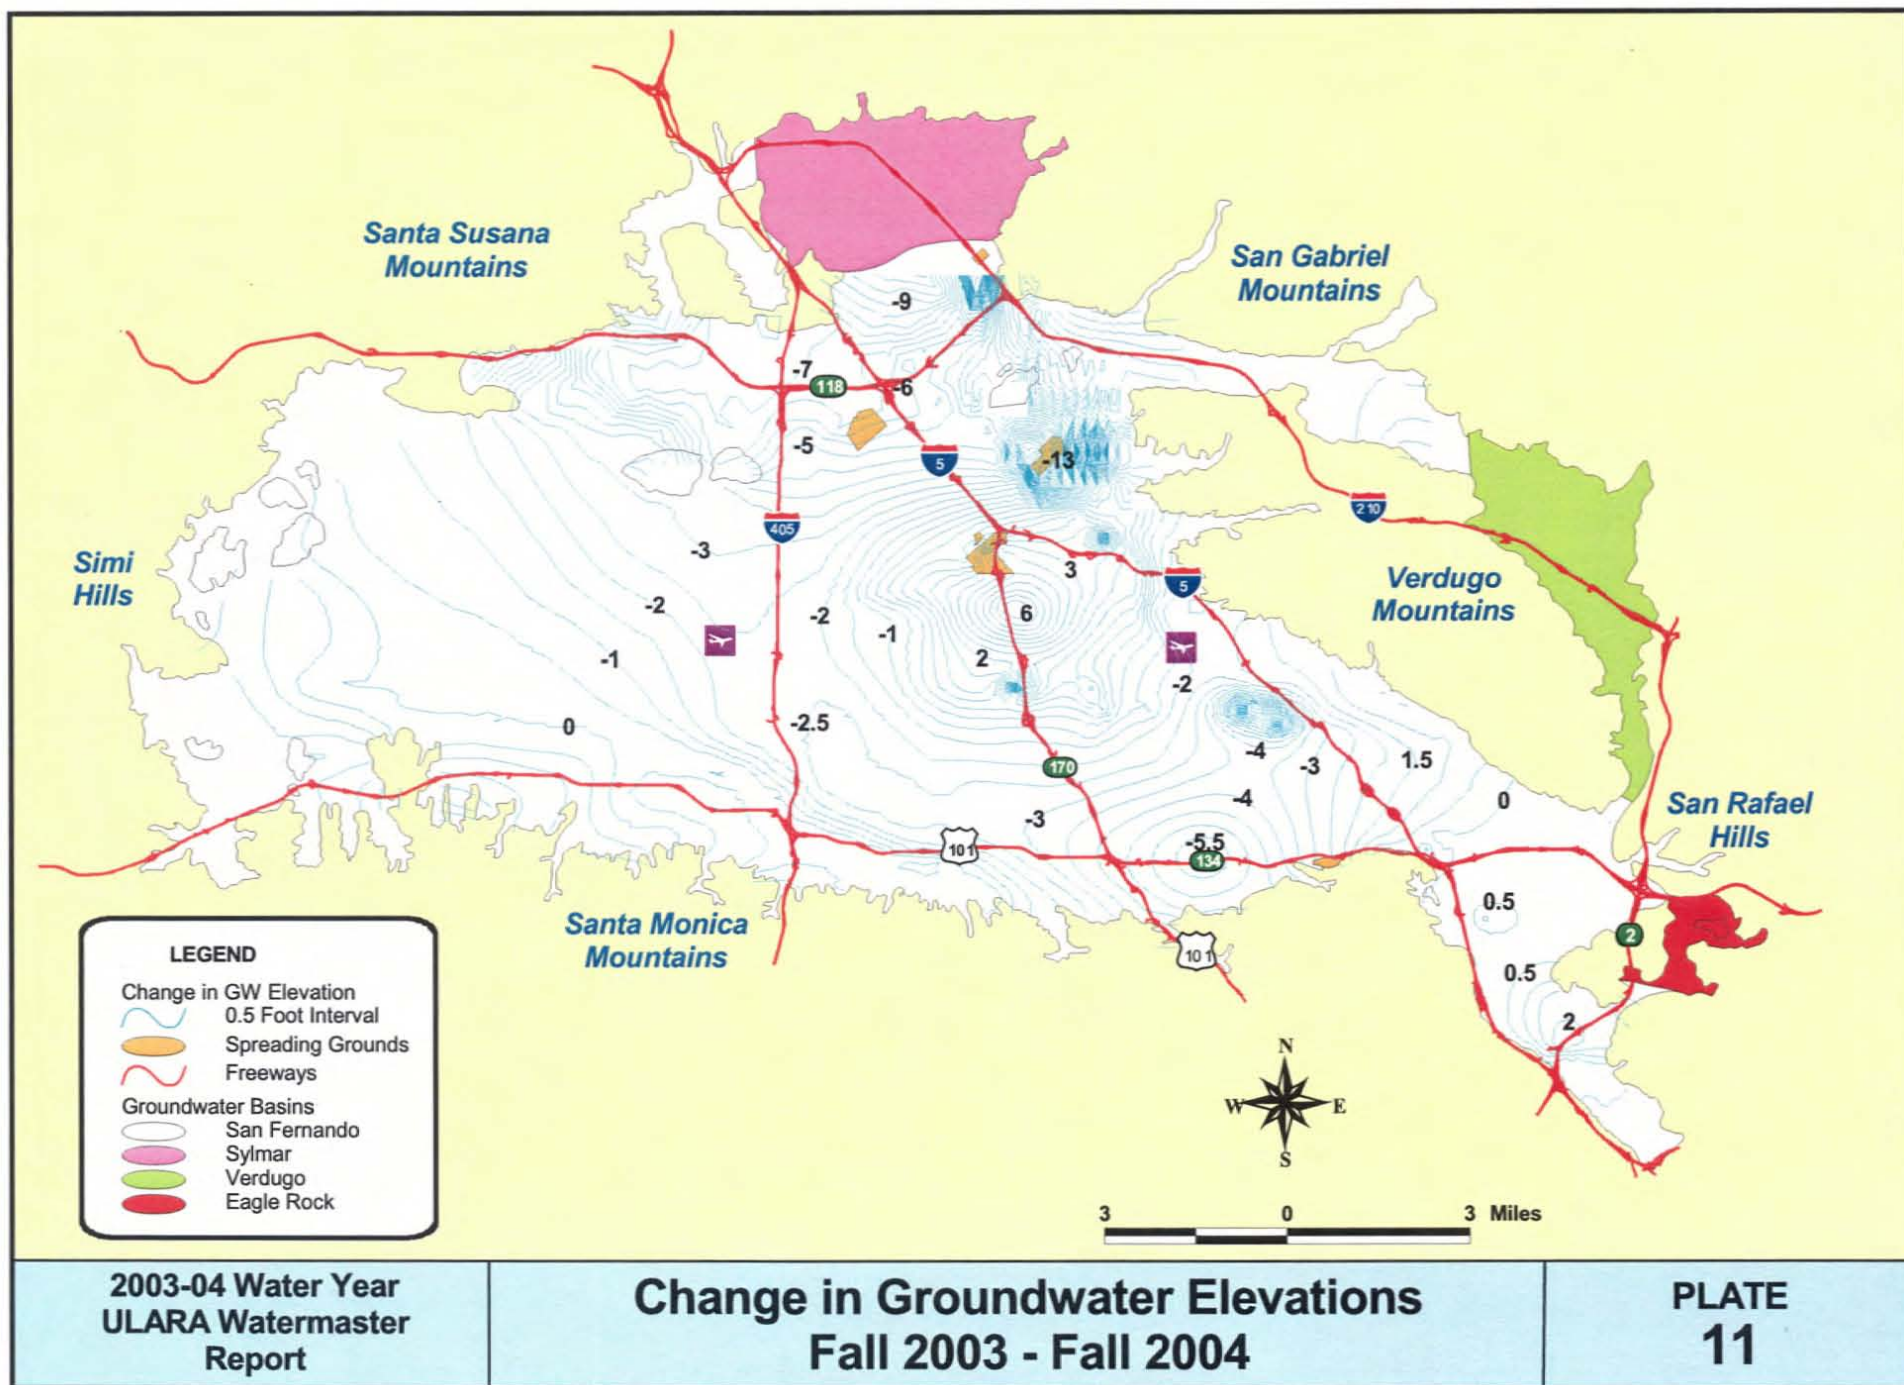 Santa Susana
Mountains
San Gabriel
Mountains
-9
-7
118
-6
-5
5
-13
405
210
-3
Simi
Hills
3
5
Verdugo
Mountains
-2
-2
6
-1
-1
2
-2
0
-2.5
-4
-3
1.5
170
-4
0
San Rafael
Hills
-3
101
-5.5
134
0.5
2
Santa Monica
Mountains
101
0.5
2
LEGEND
Change in GW Elevation
0.5 Foot Interval
Spreading Grounds
Freeways
Groundwater Basins
San Fernando
Sylmar
Verdugo
Eagle Rock
N
W E
S
3 0 3 Miles
2003-04 Water Year
ULARA Watermaster
Report
Change in Groundwater Elevations
Fall 2003 - Fall 2004
PLATE
11